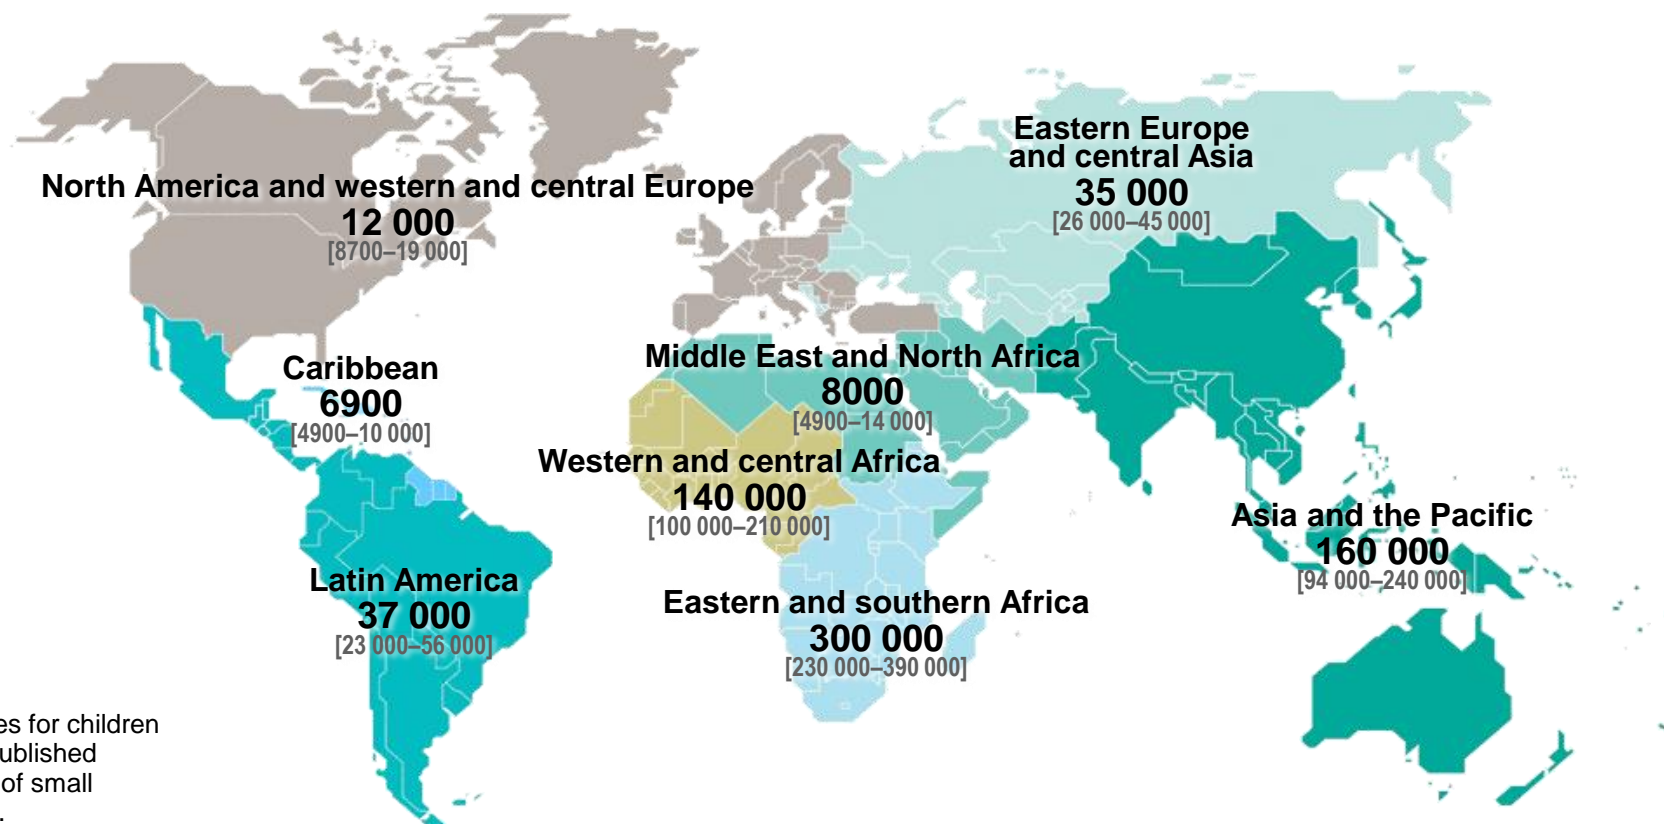 Eastern Europe
and central Asia
35 000
[26 000–45 000]
North America and western and central Europe
12 000
[8700–19 000]
Middle East and North Africa
8000
[4900–14 000]
Caribbean
6900
[4900–10 000]
Western and central Africa
140 000
[100 000–210 000]
Asia and the Pacific
160 000
[94 000–240 000]
Latin America
37 000
[23 000–56 000]
Eastern and southern Africa
300 000
[230 000–390 000]
for children
of small